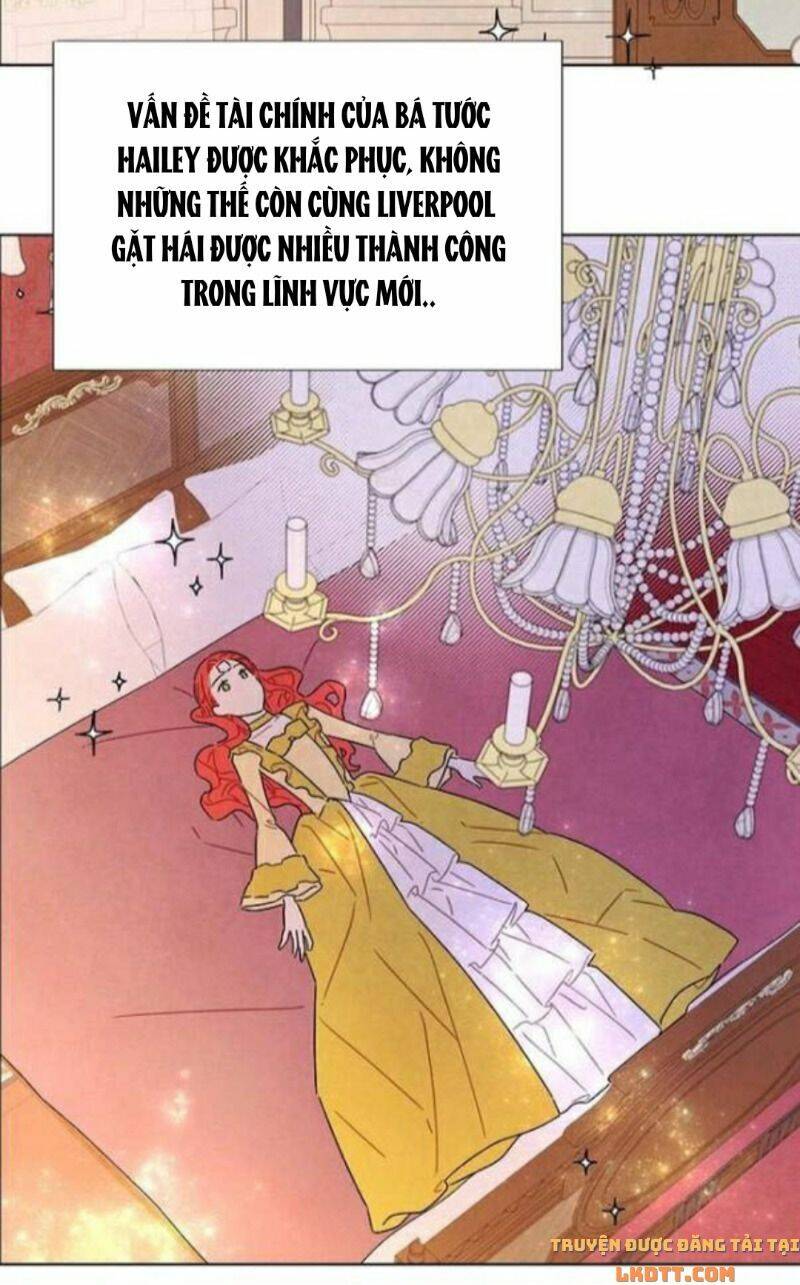 VẤN ĐỀ TÀI CHÍNH CỦA BÁ TƯỚC
HAILEY ĐƯỢC KHẮC PHỤC, KHÔNG
NHỮNG THẾ CÒN CÙNG LIVERPOOL
GẶT HÁI ĐƯỢC NHIỀU THÀNH CÔNG
TRONG LĨNH VỰC MỚI..
TRUYỆN ĐƯỢC ĐĂNG TẢI TẠI
LKDTT.COM